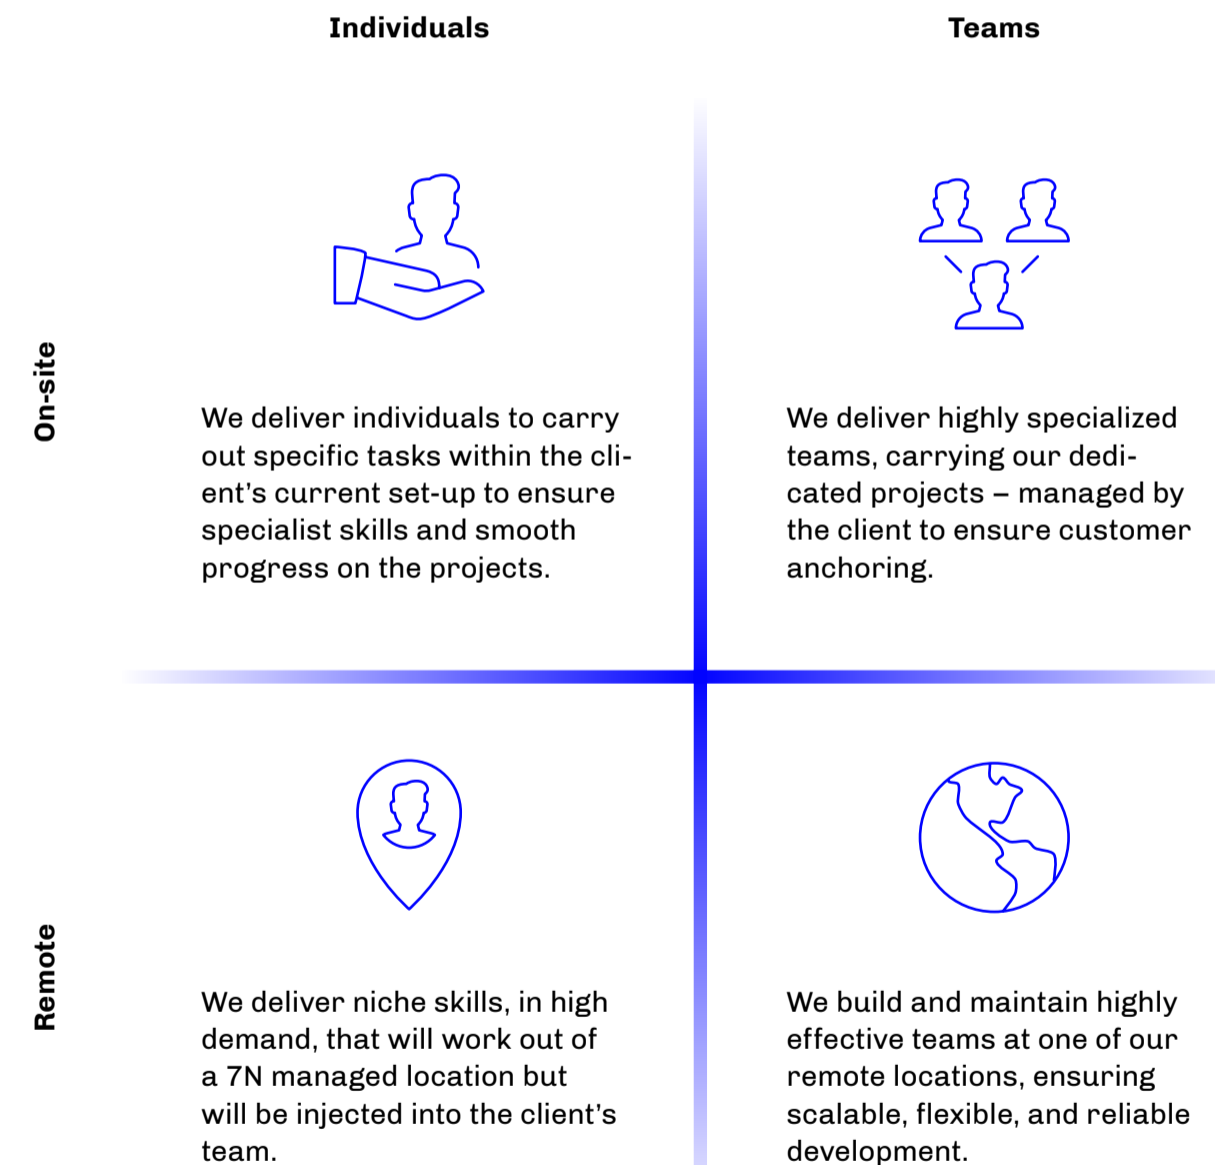 Individuals
Teams
On-site
We deliver individuals to carry
out specific tasks within the cli-
ent's current set-up to ensure
specialist skills and smooth
progress on the projects.
We deliver highly specialized
teams, carrying our dedi-
cated projects – managed by
the client to ensure customer
anchoring.
Remote
We deliver niche skills, in high
demand, that will work out of
a 7N managed location but
will be injected into the client's
team.
We build and maintain highly
effective teams at one of our
remote locations, ensuring
scalable, flexible, and reliable
development.